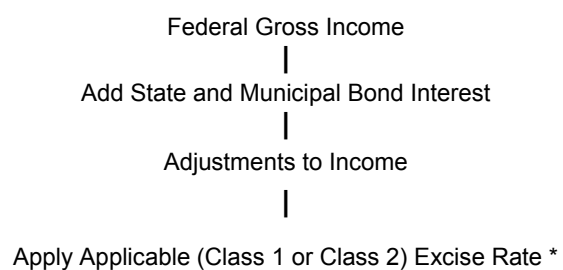 Federal Gross Income
Add State and Municipal Bond Interest
Adjustments to Income
Apply Applicable (Class 1 or Class 2) Excise Rate *